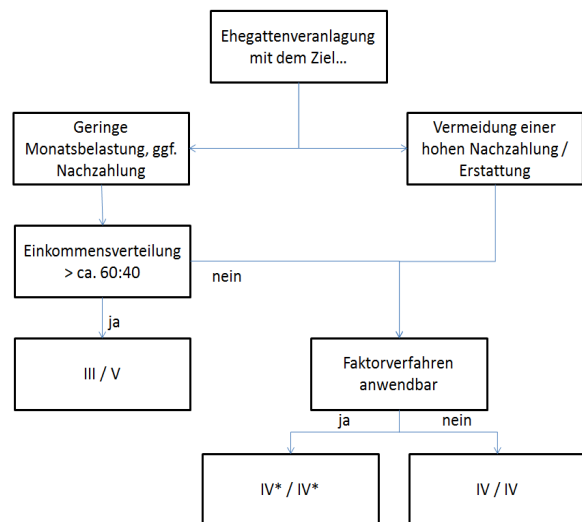 Ehegattenveranlagung
mit dem Ziel…
Geringe
Monatsbelastung, ggf.
Nachzahlung
Vermeidung einer
hohen Nachzahlung /
Erstattung
Einkommensverteilung
> ca. 60:40
nein
ja
III / V
Faktorverfahren
anwendbar
ja
nein
IV* / IV*
IV / IV